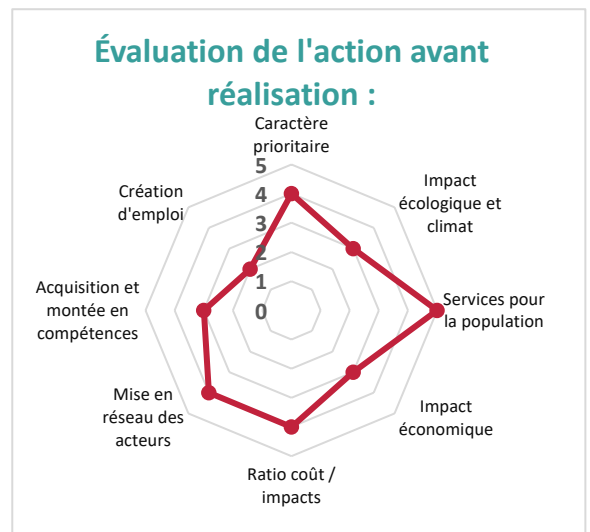 Évaluation de l'action avant
réalisation :
Caractère
prioritaire
5
4
3
2
1
0
Impact
écologique et
climat
Services pour
la population
Impact
économique
Ratio coût /
impacts
Mise en
réseau des
acteurs
Acquisition et
montée en
compétences
Création
d'emploi